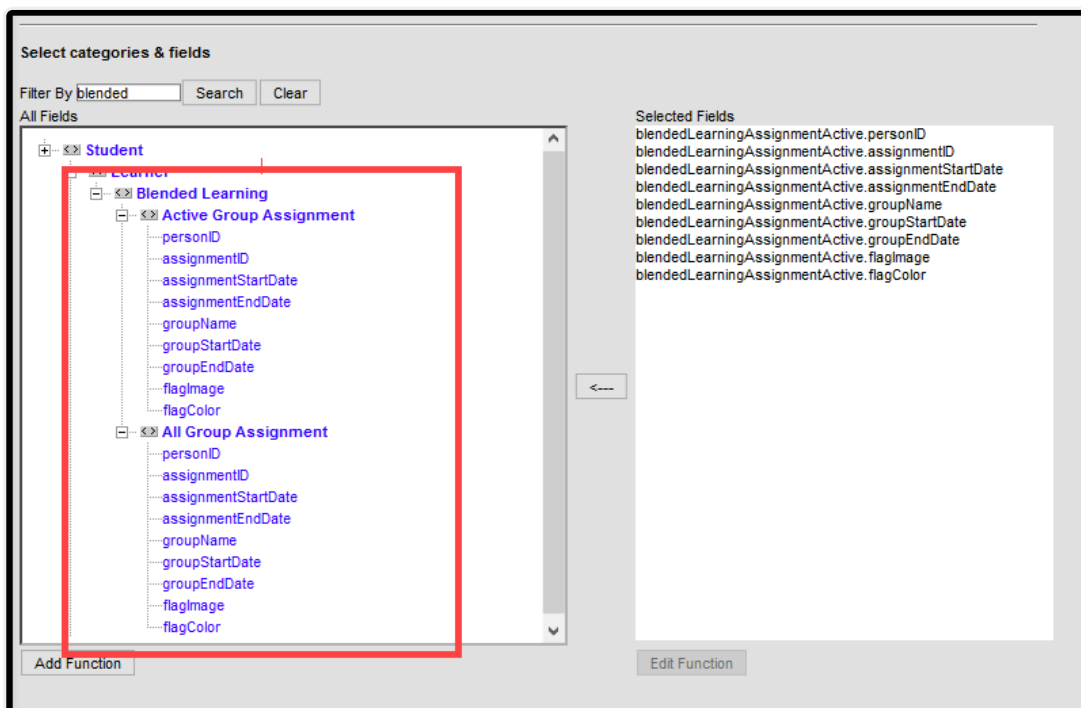 Select categories & fields
Filter By blended Search Clear
All Fields
Student
Learner
Blended Learning
Active Group Assignment
personID
assignmentID
assignmentStartDate
assignmentEndDate
groupName
groupStartDate
groupEndDate
flagImage
flagColor
All Group Assignment
personID
assignmentID
assignmentStartDate
assignmentEndDate
groupName
groupStartDate
groupEndDate
flagImage
flagColor
Add Function
<---
Selected Fields
blendedLearningAssignmentActive.personID
blendedLearningAssignmentActive.assignmentID
blendedLearningAssignmentActive.assignmentStartDate
blendedLearningAssignmentActive.assignmentEndDate
blendedLearningAssignmentActive.groupName
blendedLearningAssignmentActive.groupStartDate
blendedLearningAssignmentActive.groupEndDate
blendedLearningAssignmentActive.flagImage
blendedLearningAssignmentActive.flagColor
Edit Function